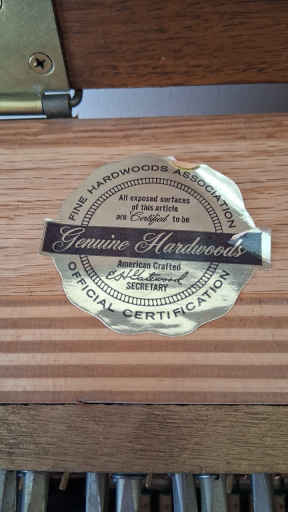 FINE HARDWOODS ASSOCIATION
All exposed surfaces
of this article
are Certified to be
Genuine Hardwoods
American Crafted
SECRETARY
OFFICIAL CERTIFICATION